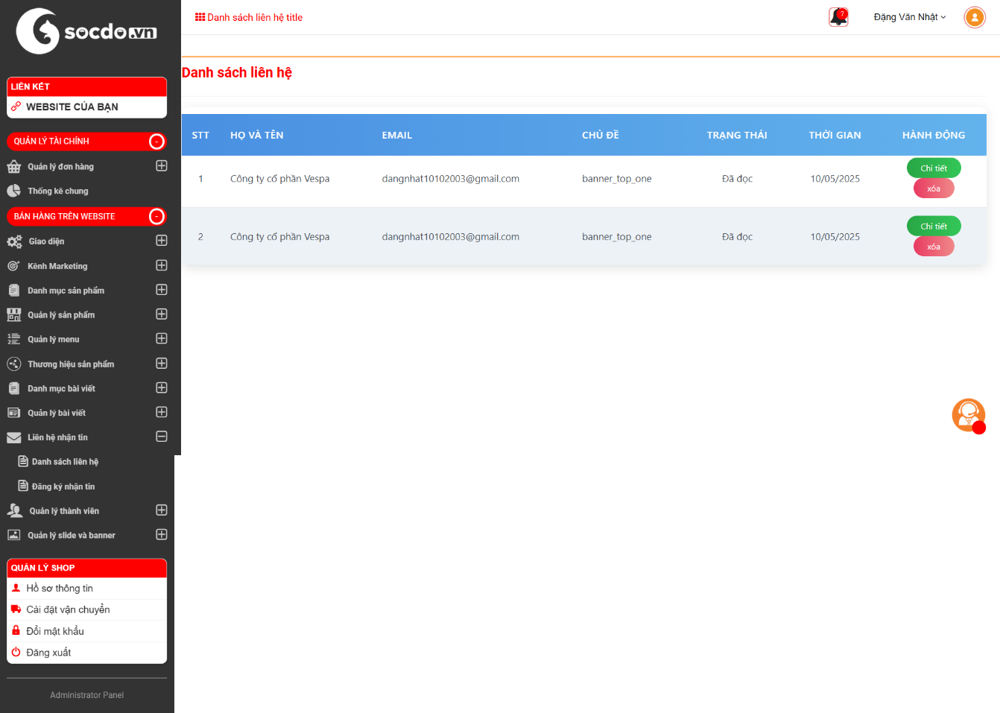 socdo.vn
Danh sách liên hệ title
7
Đặng Văn Nhật
LIÊN KẾT
WEBSITE CỦA BẠN
QUẢN LÝ TÀI CHÍNH
-
Quản lý đơn hàng
Thống kê chung
BÁN HÀNG TRÊN WEBSITE
-
Giao diện
Kênh Marketing
Danh mục sản phẩm
Quản lý sản phẩm
Quản lý menu
Thương hiệu sản phẩm
Danh mục bài viết
Quản lý bài viết
Liên hệ nhận tin
Danh sách liên hệ
Đăng ký nhận tin
Quản lý thành viên
Quản lý slide và banner
QUẢN LÝ SHOP
Hồ sơ thông tin
Cài đặt vận chuyển
Đổi mật khẩu
Đăng xuất
Administrator Panel
Danh sách liên hệ
STT HỌ VÀ TÊN EMAIL CHỦ ĐỀ TRẠNG THÁI THỜI GIAN HÀNH ĐỘNG
1 Công ty cổ phần Vespa dangnhat10102003@gmail.com banner_top_one Đã đọc 10/05/2025 Chi tiết
xóa
2 Công ty cổ phần Vespa dangnhat10102003@gmail.com banner_top_one Đã đọc 10/05/2025 Chi tiết
xóa